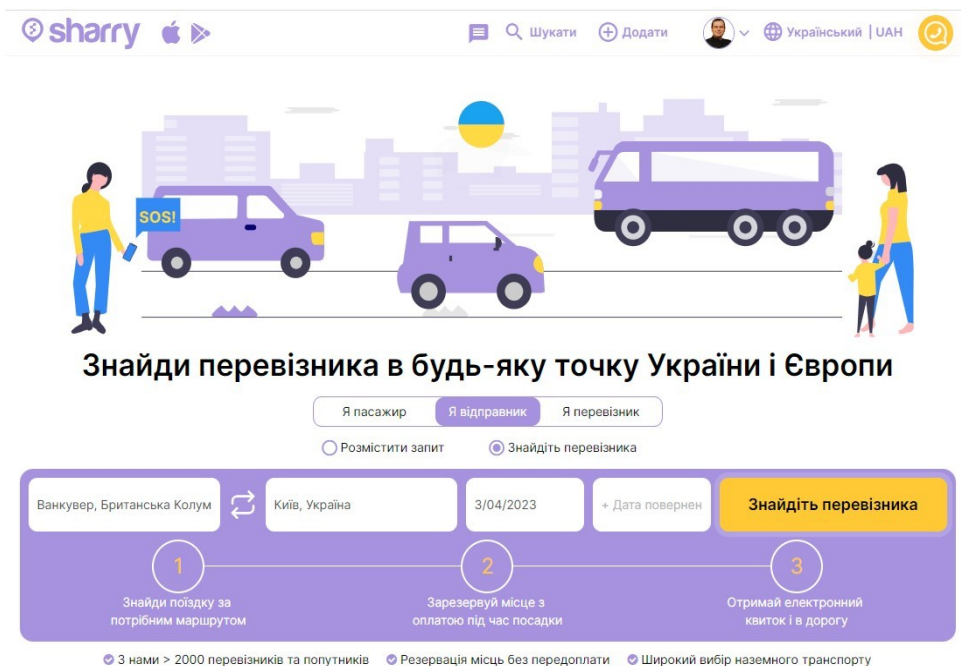 sharry
Шукати
Додати
Український | UAH
SOS!
Знайди перевізника в будь-яку точку України і Європи
Я пасажир
Я відправник
Я перевізник
Розмістити запит
Знайдіть перевізника
Ванкувер, Британська Колум
Київ, Україна
3/04/2023
+ Дата повернен
Знайдіть перевізника
1
2
3
Знайди поїздку за
потрібним маршрутом
Зарезервуй місце з
оплатою під час посадки
Отримай електронний
квиток і в дорогу
З нами > 2000 перевізників та попутників
Резервація місць без передоплати
Широкий вибір наземного транспорту